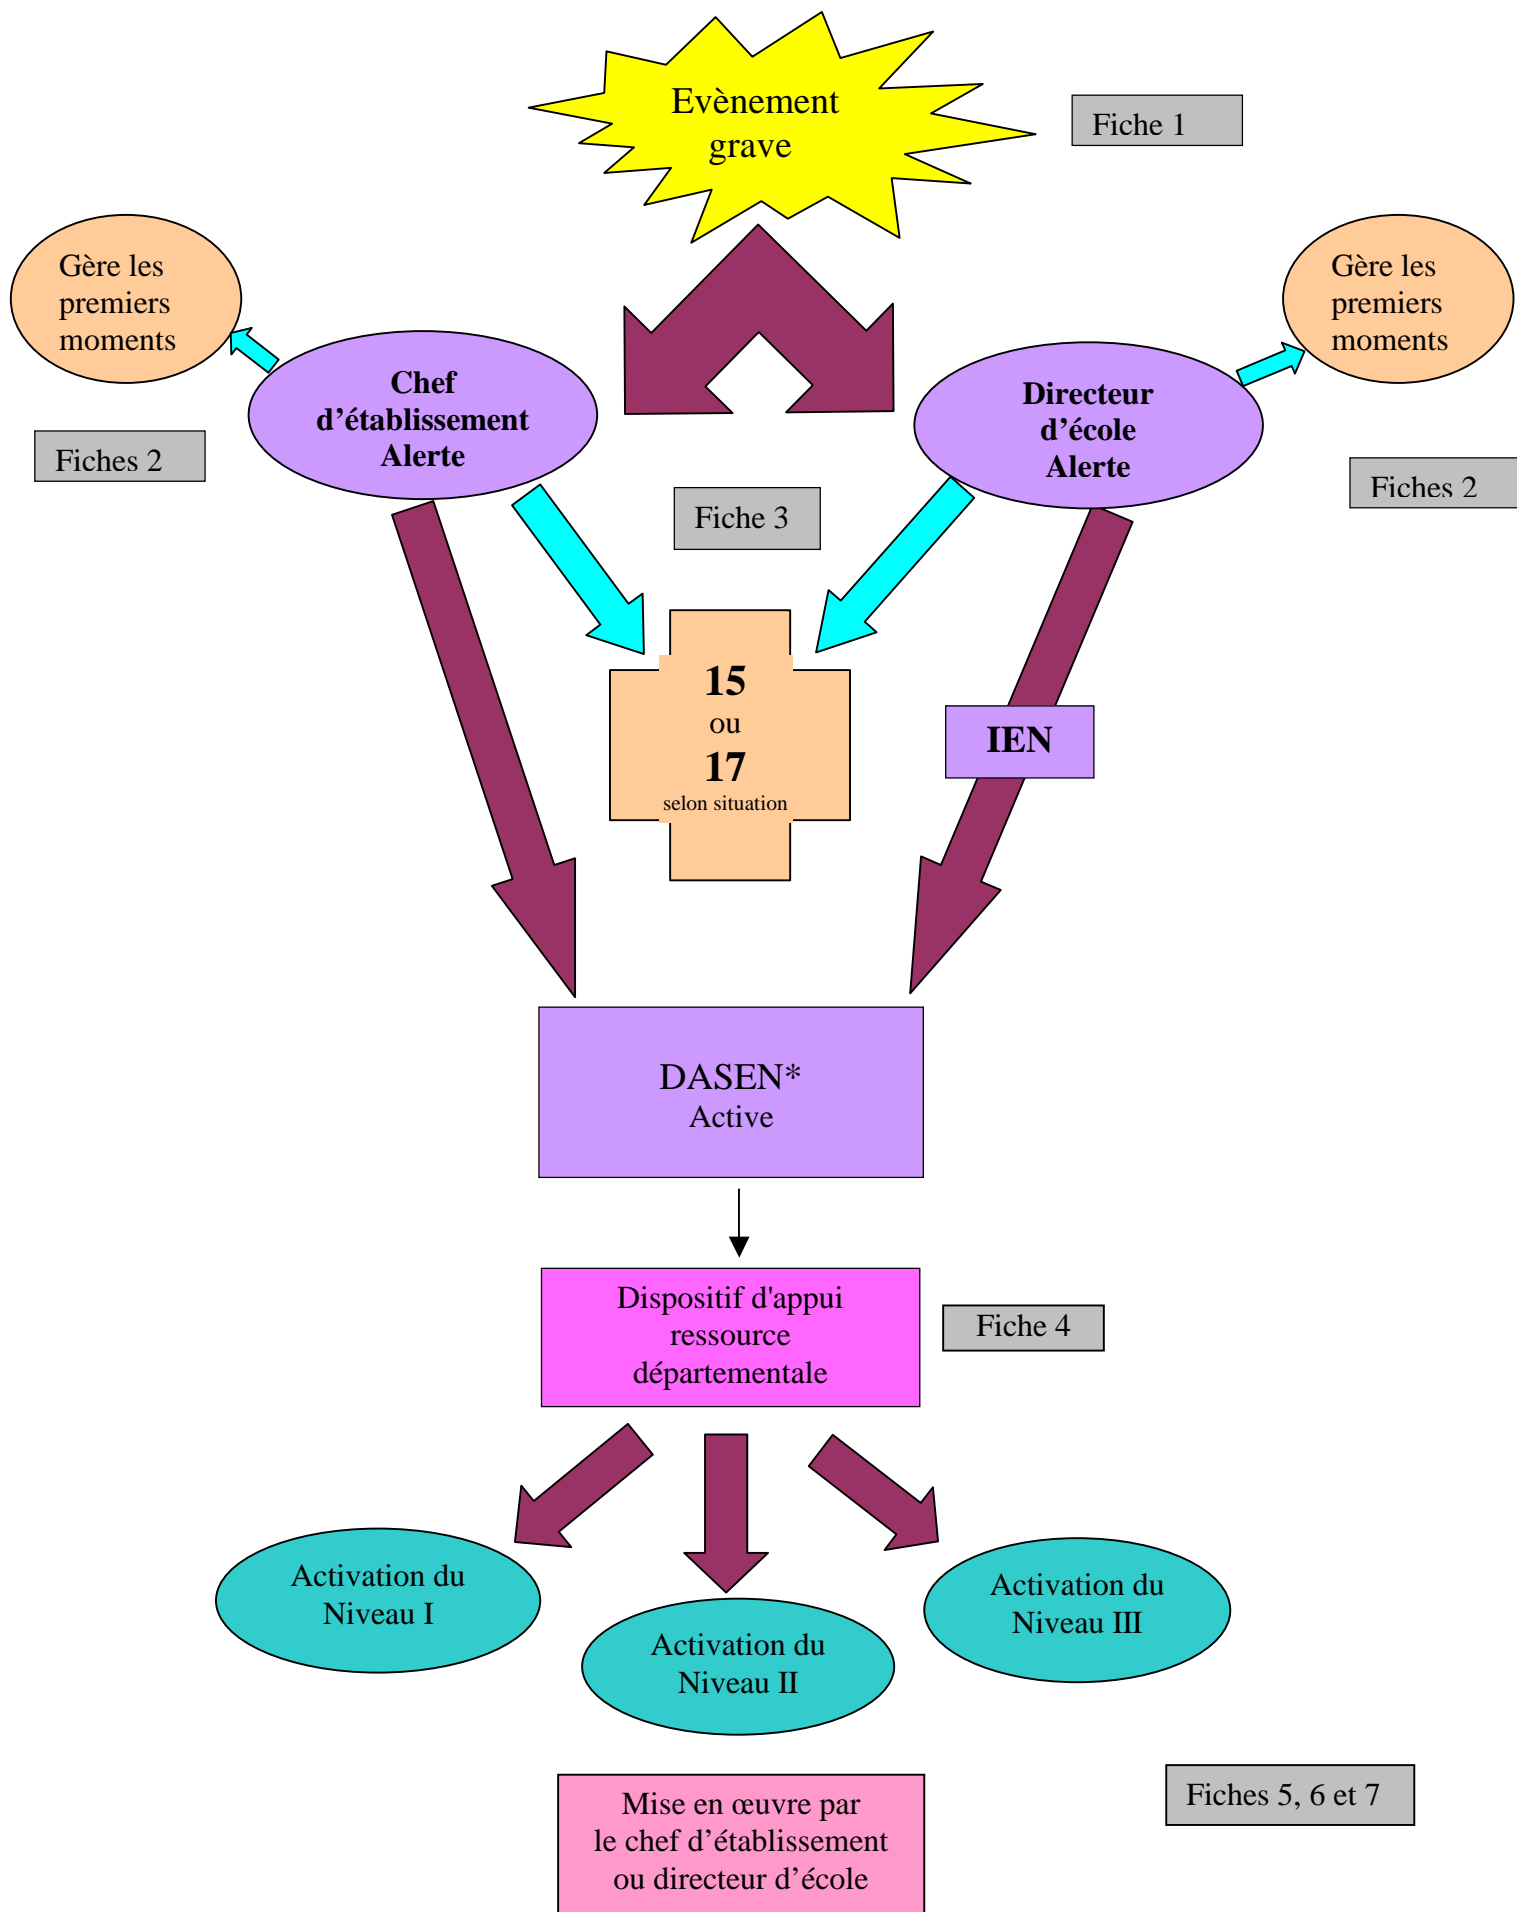 Evènement
grave
Fiche 1
Gère les
premiers
moments
Gère les
premiers
moments
Chef
d’établissement
Alerte
Directeur
d’école
Alerte
Fiches 2
Fiches 2
Fiche 3
15
ou
17
selon situation
IEN
DASEN*
Active
Dispositif d'appui
ressource
départementale
Fiche 4
Activation du
Niveau I
Activation du
Niveau II
Activation du
Niveau III
Mise en œuvre par
le chef d’établissement
ou directeur d’école
Fiches 5, 6 et 7